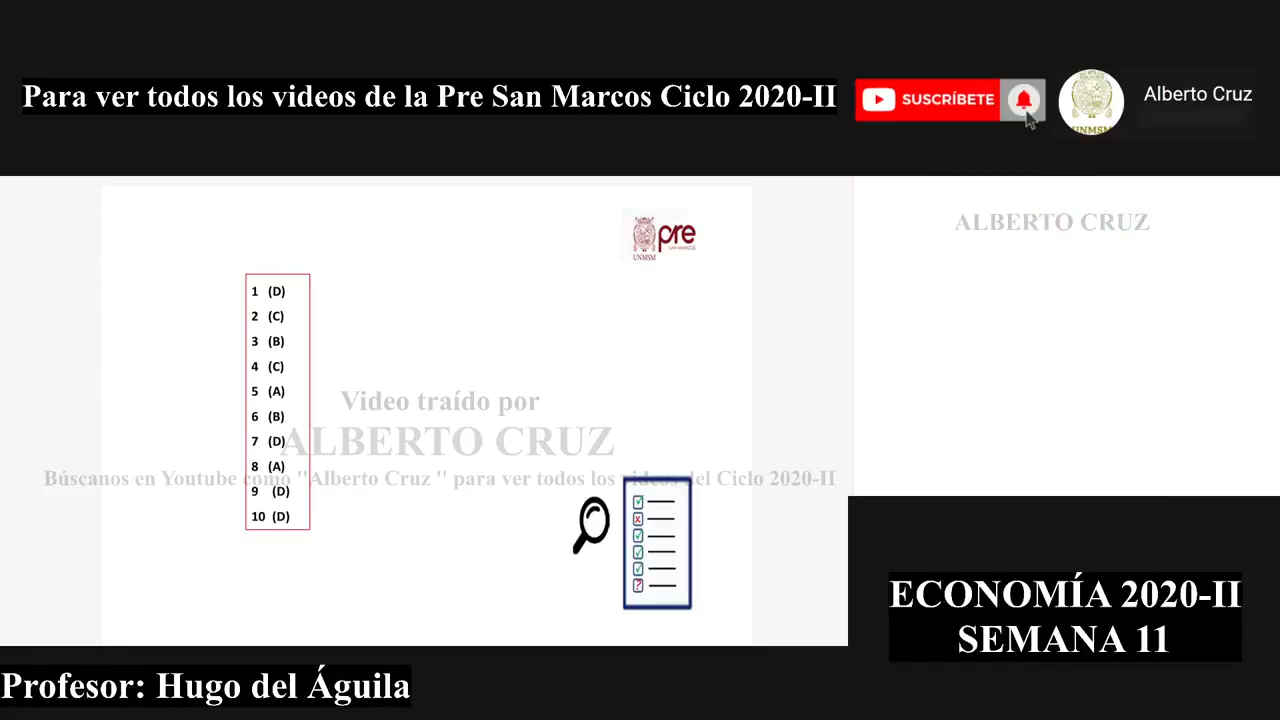 Para ver todos los videos de la Pre San Marcos Ciclo 2020-II
SUSCRÍBETE
UNMSM
Alberto Cruz
ALBERTO CRUZ
pre
SAN MARCOS
UNMSM
1 (D)
2 (C)
3 (B)
4 (C)
5 (A)
6 (B)
7 (D)
8 (A)
9 (D)
10 (D)
Video traído por
ALBERTO CRUZ
Búscanos en Youtube como "Alberto Cruz " para ver todos los videos del Ciclo 2020-II
ECONOMÍA 2020-II
SEMANA 11
Profesor: Hugo del Águila